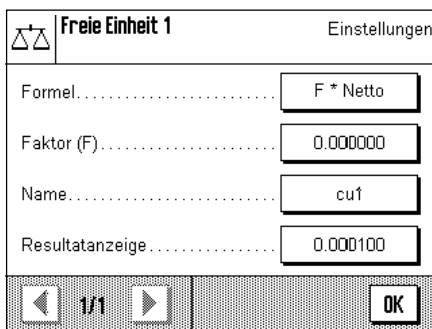 Freie Einheit 1 Einstellungen
Formel........................ F * Netto
Faktor (F)..................... 0.000000
Name.......................... cu1
Resultatanzeige............... 0.000100
1/1 OK